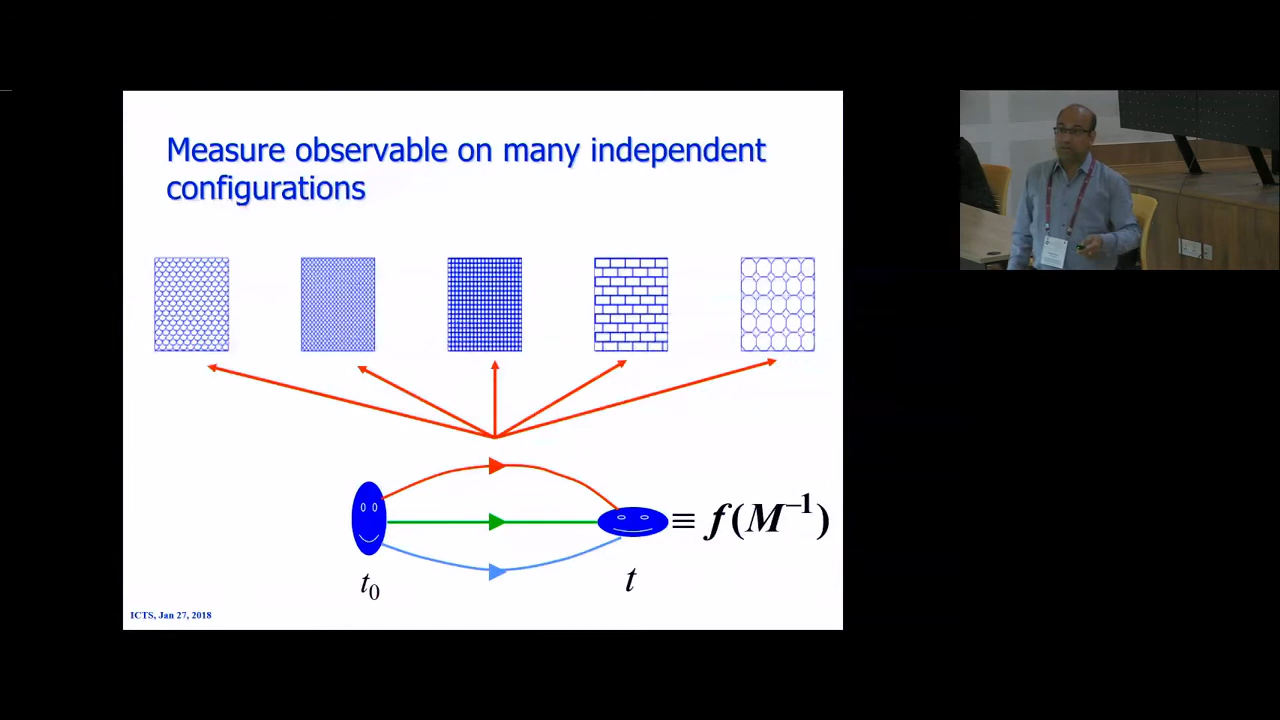 Measure observable on many independent
configurations
≡ f(M⁻¹)
t₀
t
ICTS, Jan 27, 2018